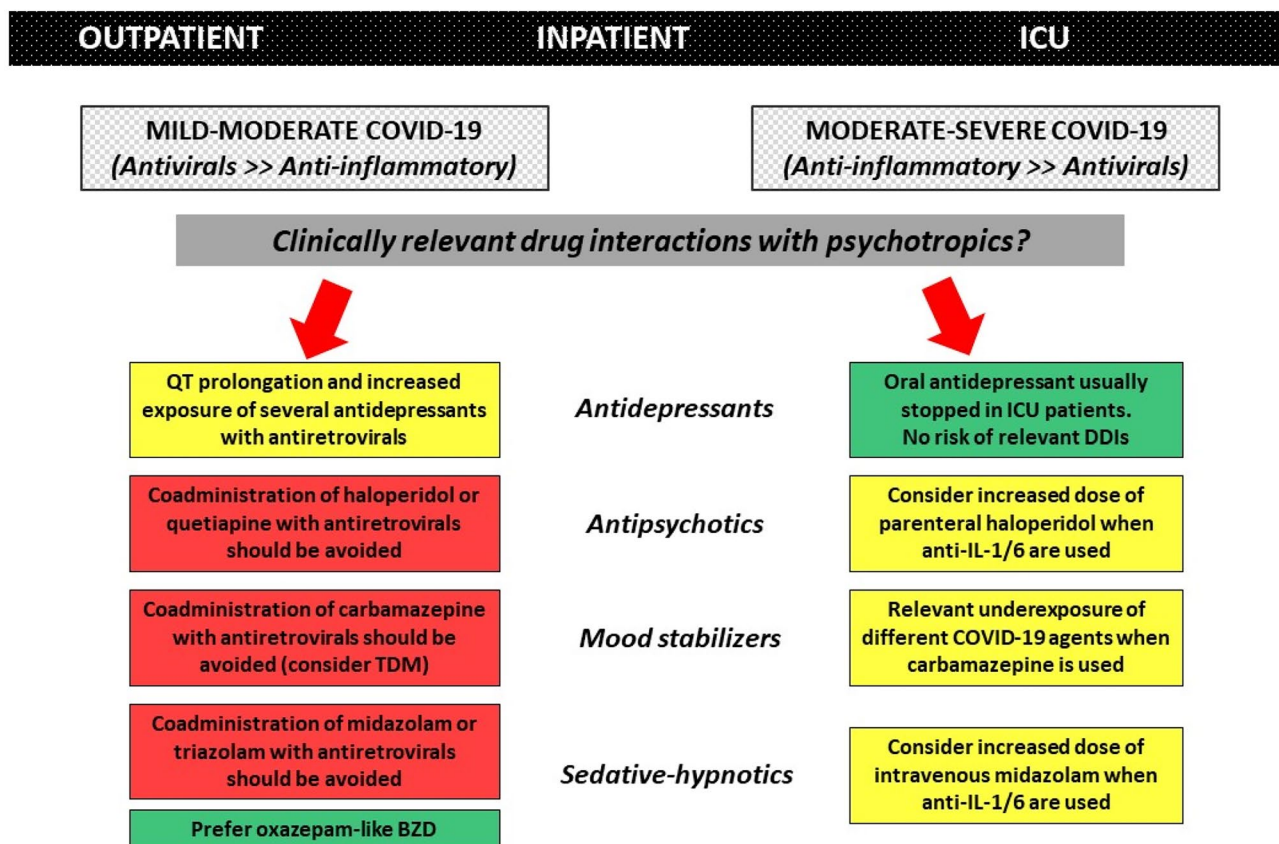 OUTPATIENT INPATIENT ICU
MILD-MODERATE COVID-19
(Antivirals >> Anti-inflammatory)
MODERATE-SEVERE COVID-19
(Anti-inflammatory >> Antivirals)
Clinically relevant drug interactions with psychotropics?
QT prolongation and increased
exposure of several antidepressants
with antiretrovirals
Antidepressants
Oral antidepressant usually
stopped in ICU patients.
No risk of relevant DDIs
Coadministration of haloperidol or
quetiapine with antiretrovirals
should be avoided
Antipsychotics
Consider increased dose of
parenteral haloperidol when
anti-IL-1/6 are used
Coadministration of carbamazepine
with antiretrovirals should be
avoided (consider TDM)
Mood stabilizers
Relevant underexposure of
different COVID-19 agents when
carbamazepine is used
Coadministration of midazolam or
triazolam with antiretrovirals
should be avoided
Sedative-hypnotics
Consider increased dose of
intravenous midazolam when
anti-IL-1/6 are used
Prefer oxazepam-like BZD